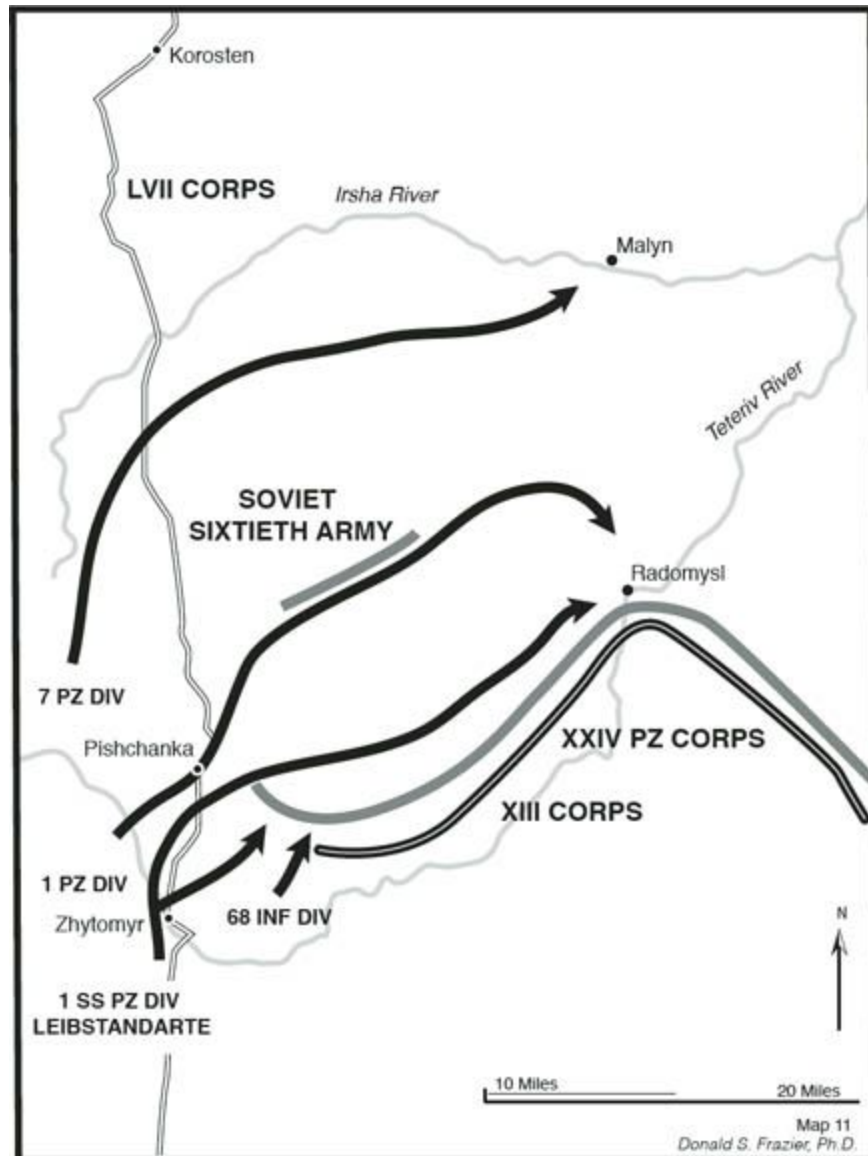 Korosten
LVII CORPS
Irsha River
Malyn
Teteriv River
SOVIET
SIXTIETH ARMY
Radomysl
7 PZ DIV
Pishchanka
XXIV PZ CORPS
XIII CORPS
1 PZ DIV
Zhytomyr
68 INF DIV
N
1 SS PZ DIV
LEIBSTANDARTE
10 Miles
20 Miles
Map 11
Donald S. Frazier, Ph.D.